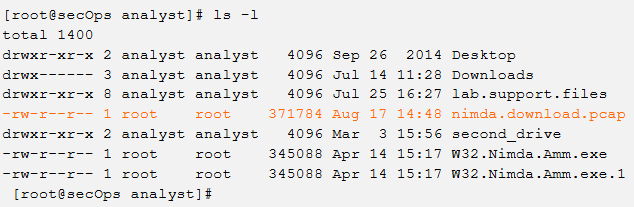 [root@secOps analyst]# ls -l
total 1400
drwxr-xr-x 2 analyst analyst   4096 Sep 26  2014 Desktop
drwx------ 3 analyst analyst   4096 Jul 14 11:28 Downloads
drwxr-xr-x 8 analyst analyst   4096 Jul 25 16:27 lab.support.files
-rw-r--r-- 1 root    root    371784 Aug 17 14:48 nimda.download.pcap
drwxr-xr-x 2 analyst analyst   4096 Mar  3 15:56 second_drive
-rw-r--r-- 1 root    root    345088 Apr 14 15:17 W32.Nimda.Amm.exe
-rw-r--r-- 1 root    root    345088 Apr 14 15:17 W32.Nimda.Amm.exe.1
[root@secOps analyst]#